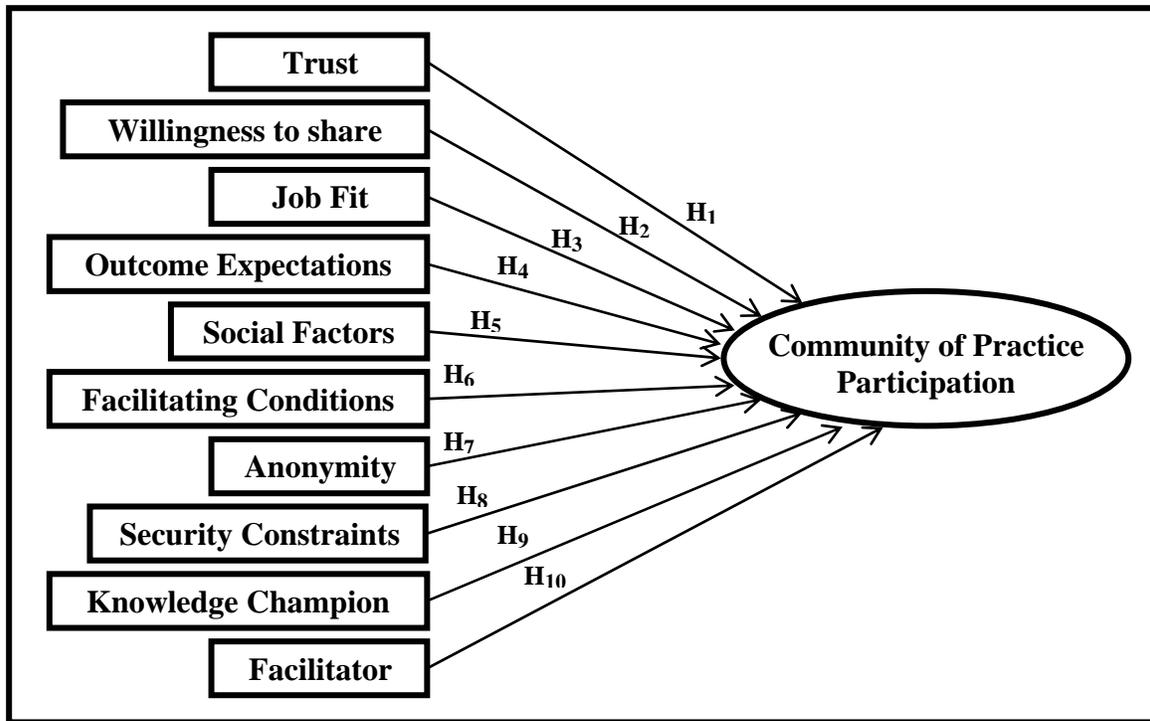 Trust
Willingness to share
Job Fit
Outcome Expectations
Social Factors
Facilitating Conditions
Anonymity
Security Constraints
Knowledge Champion
Facilitator
H1
H2
H3
H4
H5
H6
H7
H8
H9
H10
Community of Practice
Participation